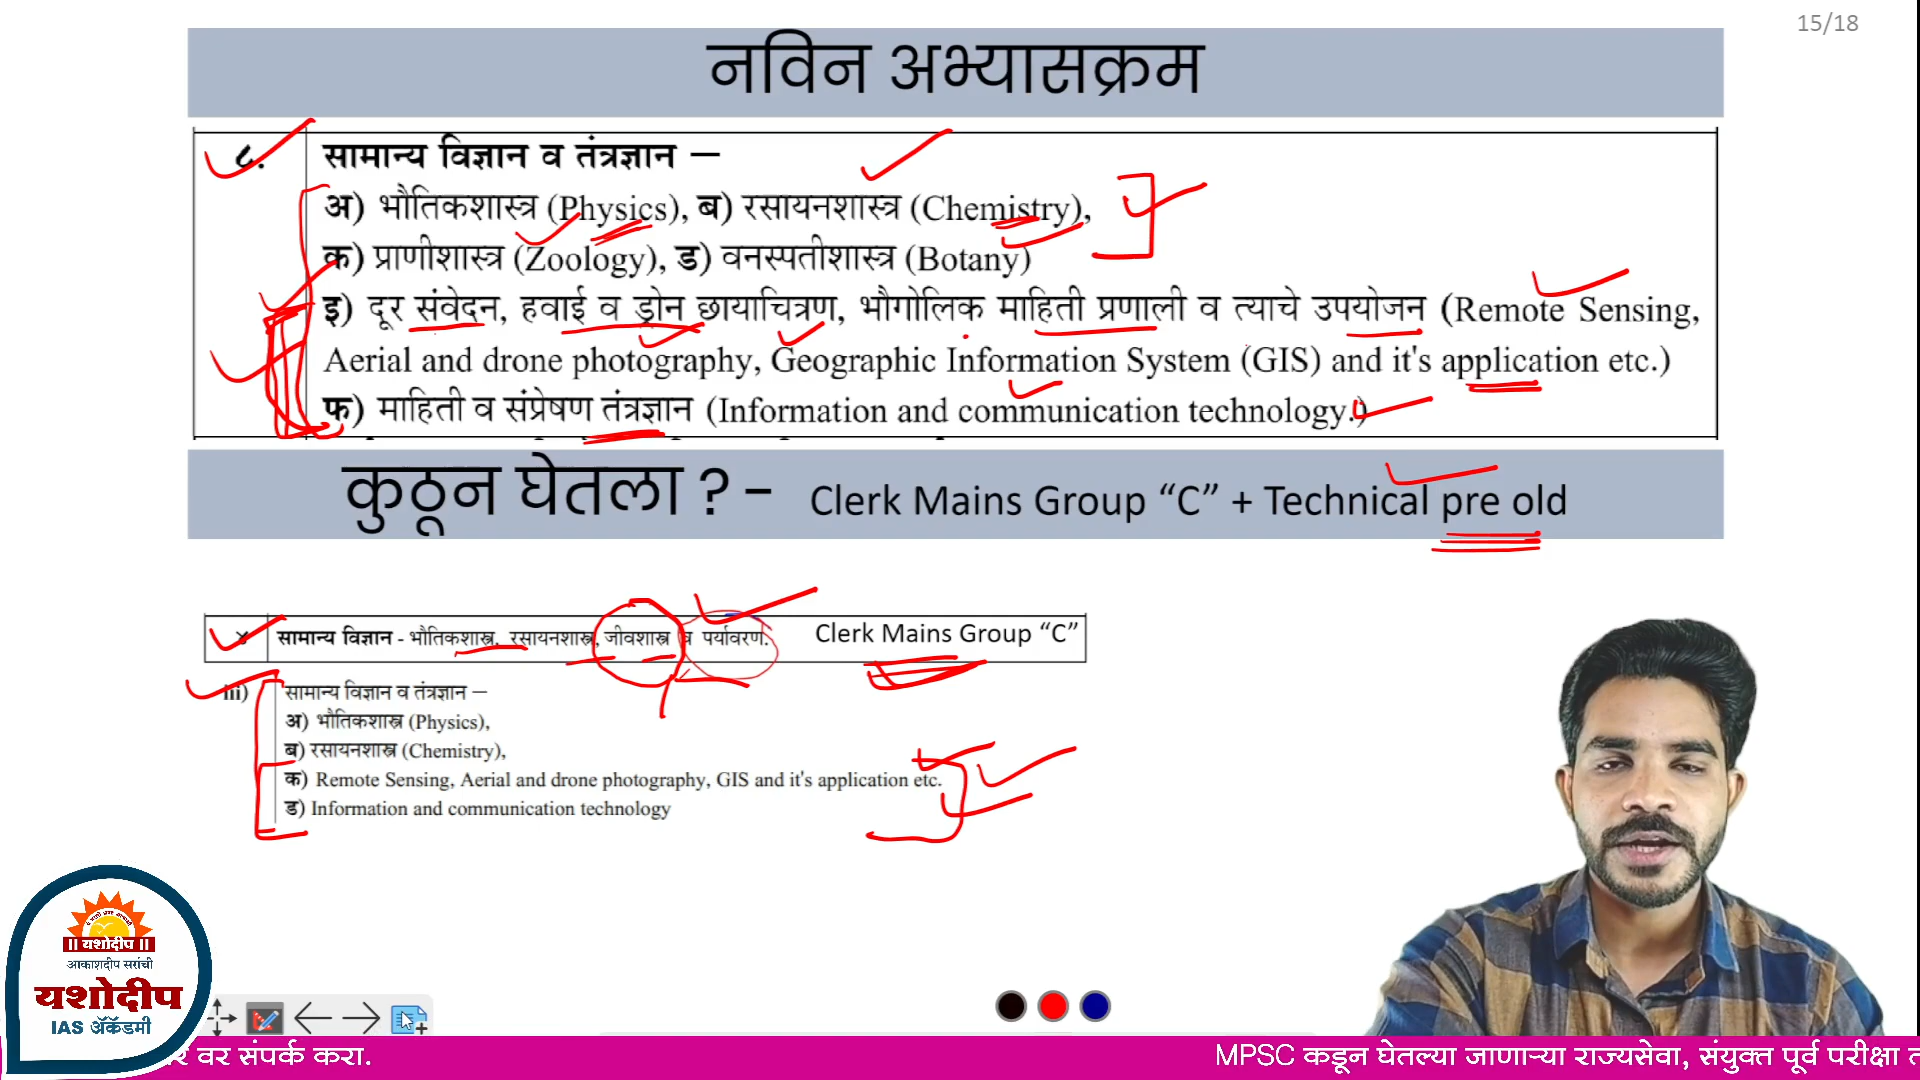 15/18
नविन अभ्यासक्रम
८. सामान्य विज्ञान व तंत्रज्ञान –
अ) भौतिकशास्त्र (Physics), ब) रसायनशास्त्र (Chemistry),
क) प्राणीशास्त्र (Zoology), ड) वनस्पतीशास्त्र (Botany)
इ) दूर संवेदन, हवाई व ड्रोन छायाचित्रण, भौगोलिक माहिती प्रणाली व त्याचे उपयोजन (Remote Sensing,
Aerial and drone photography, Geographic Information System (GIS) and it's application etc.)
फ) माहिती व संप्रेषण तंत्रज्ञान (Information and communication technology.)
कुठून घेतला ? - Clerk Mains Group “C” + Technical pre old
सामान्य विज्ञान - भौतिकशास्त्र, रसायनशास्त्र, जीवशास्त्र व पर्यावरण. Clerk Mains Group “C”
iii) सामान्य विज्ञान व तंत्रज्ञान –
अ) भौतिकशास्त्र (Physics),
ब) रसायनशास्त्र (Chemistry),
क) Remote Sensing, Aerial and drone photography, GIS and it's application etc.
ड) Information and communication technology
॥ यशोदीप ॥
आकाशदीप सरांची
यशोदीप
IAS ॲकॅडमी
वर संपर्क करा.
MPSC कडून घेतल्या जाणाऱ्या राज्यसेवा, संयुक्त पूर्व परीक्षा